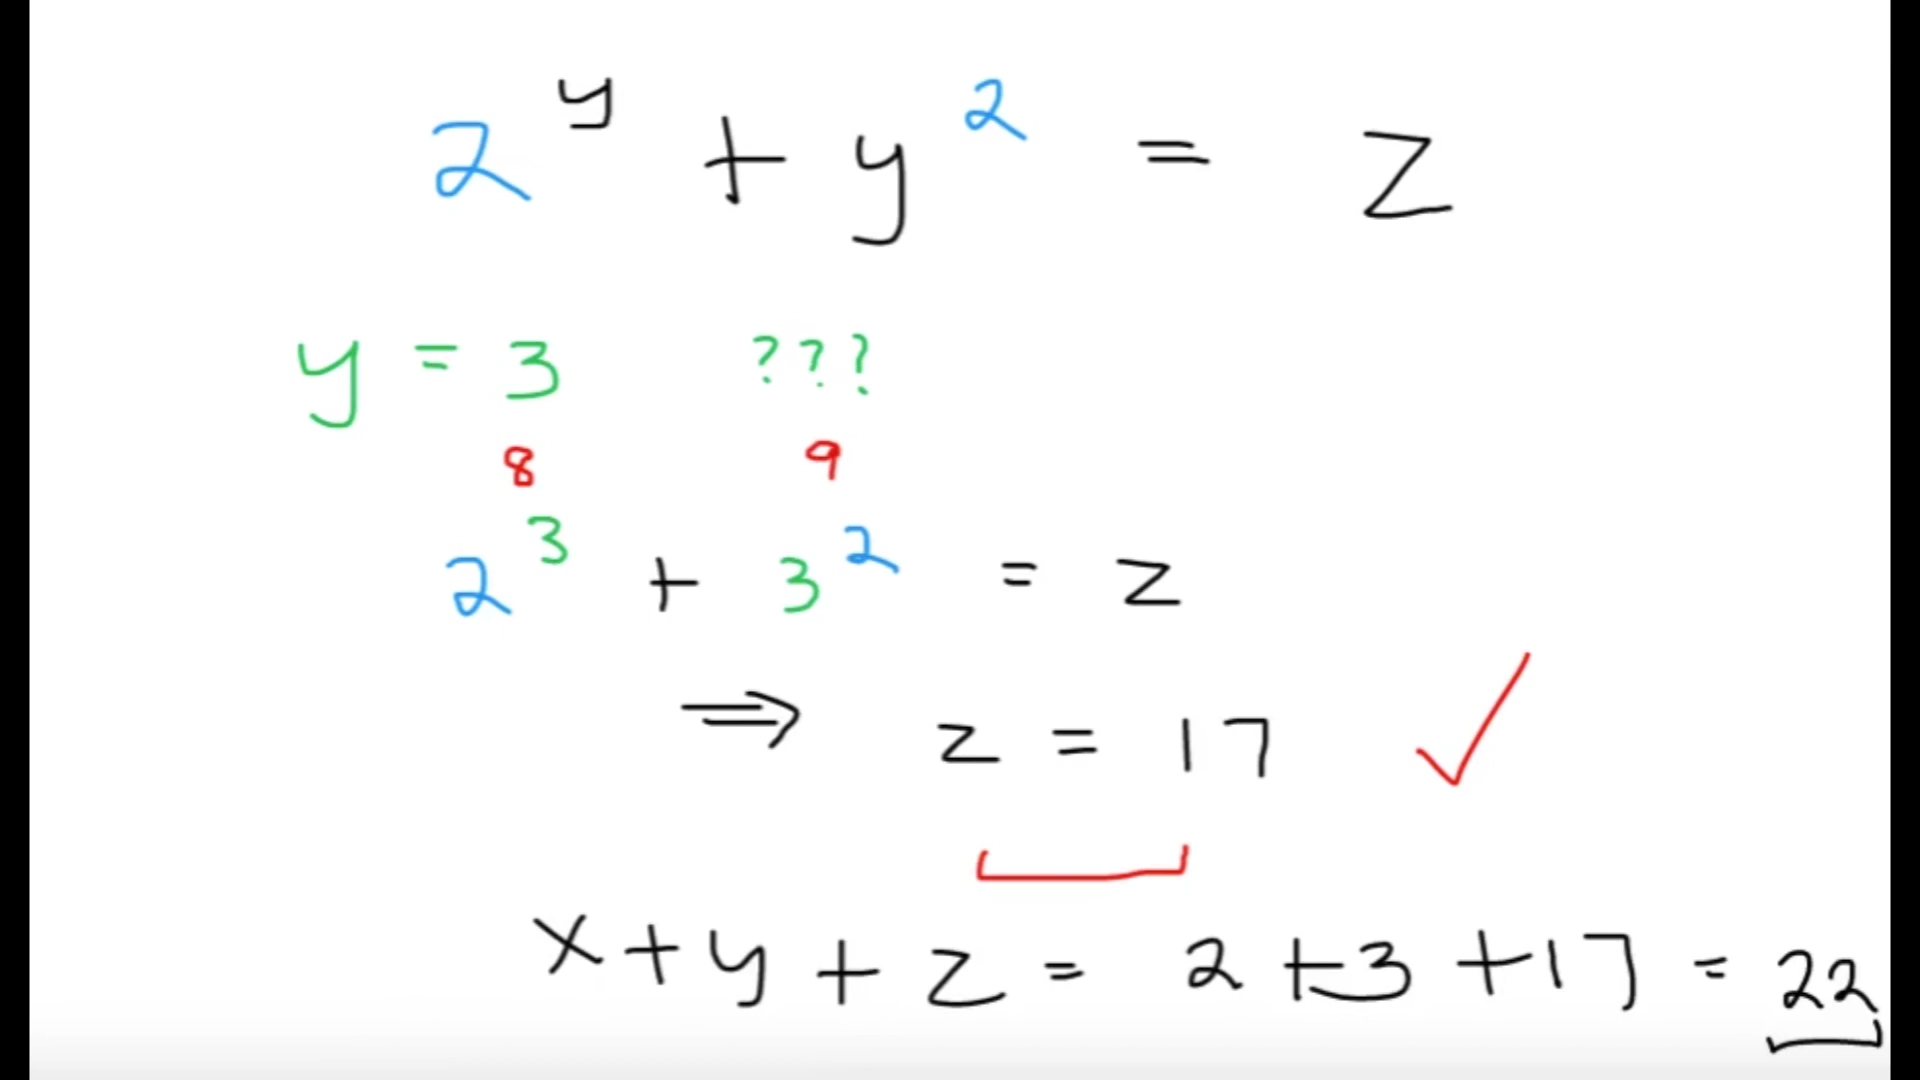 2^y + y^2 = z
y = 3 ???
8 9
2^3 + 3^2 = z
⇒ z = 17 ✓
x + y + z = 2 + 3 + 17 = 22